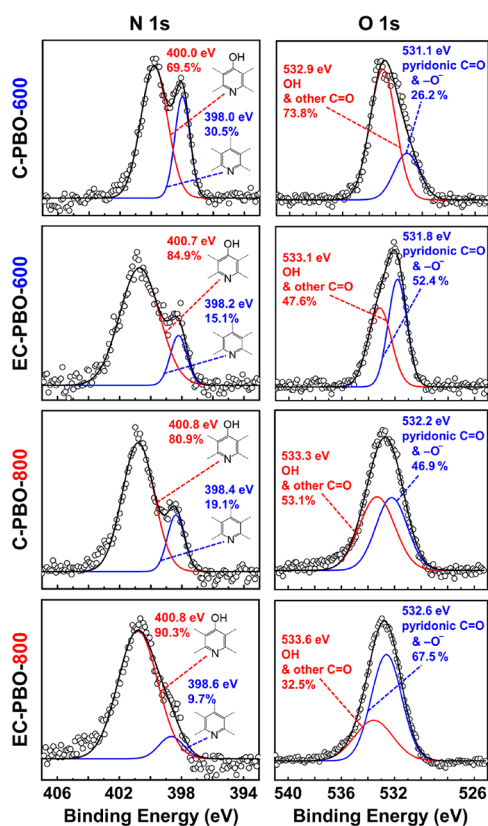 N 1s
O 1s
C-PBO-600
400.0 eV
69.5%
OH
N
398.0 eV
30.5%
N
532.9 eV
OH
& other C=O
73.8%
531.1 eV
pyridonic C=O
& –O⁻
26.2%
EC-PBO-600
400.7 eV
84.9%
OH
N
398.2 eV
15.1%
N
533.1 eV
OH
& other C=O
47.6%
531.8 eV
pyridonic C=O
& –O⁻
52.4%
C-PBO-800
400.8 eV
80.9%
OH
N
398.4 eV
19.1%
N
533.3 eV
OH
& other C=O
53.1%
532.2 eV
pyridonic C=O
& –O⁻
46.9%
EC-PBO-800
400.8 eV
90.3%
OH
N
398.6 eV
9.7%
N
533.6 eV
OH
& other C=O
32.5%
532.6 eV
pyridonic C=O
& –O⁻
67.5%
406 402 398 394
540 536 532 528 524
Binding Energy (eV)
Binding Energy (eV)